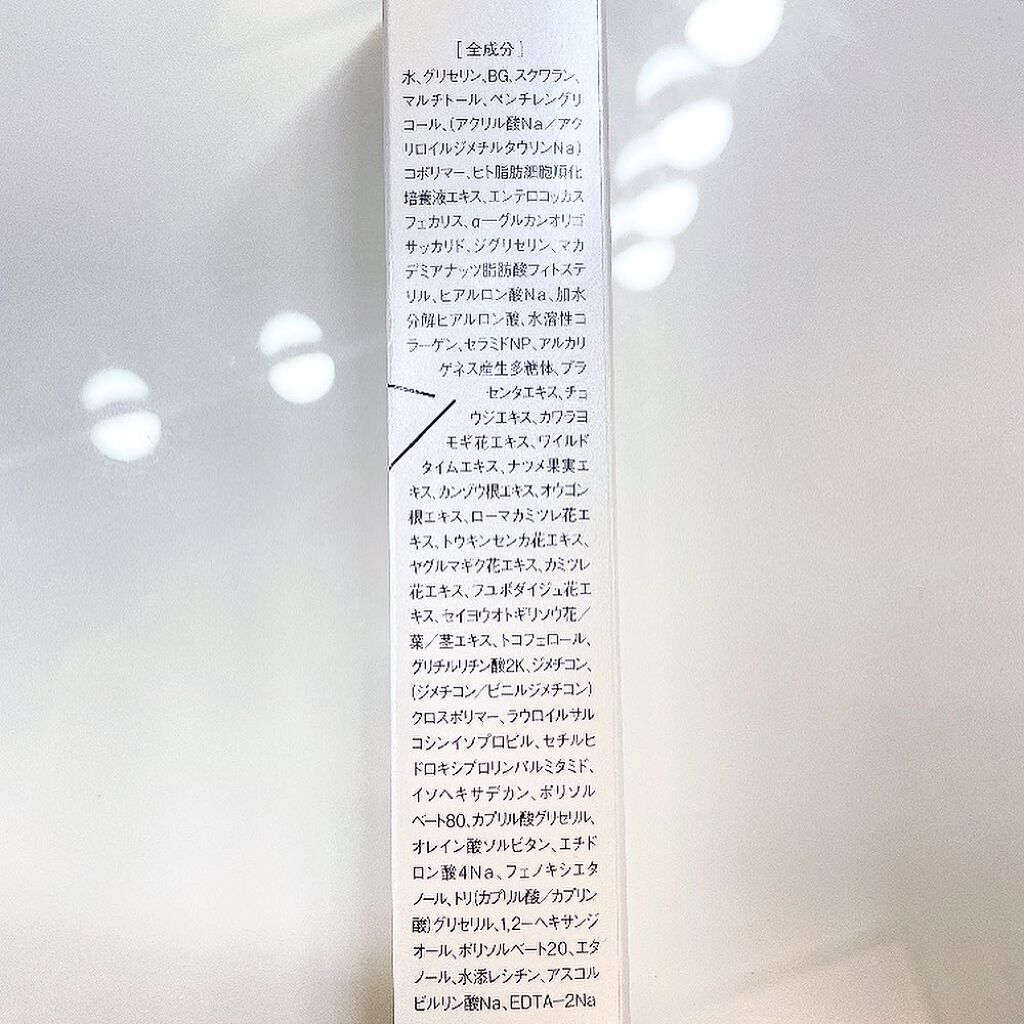 [全成分]
水、グリセリン、BG、スクワラン、
マルチトール、ペンチレングリ
コール、(アクリル酸Na／アク
リロイルジメチルタウリンNa)
コポリマー、ヒト脂肪細胞順化
培養液エキス、エンテロコッカス
フェカリス、α－グルカンオリゴ
サッカリド、ジグリセリン、マカ
デミアナッツ脂肪酸フィトステ
リル、ヒアルロン酸Na、加水
分解ヒアルロン酸、水溶性コ
ラーゲン、セラミドNP、アルカリ
ゲネス産生多糖体、プラ
センタエキス、チョ
ウジエキス、カワラヨ
モギ花エキス、ワイルド
タイムエキス、ナツメ果実エ
キス、カンゾウ根エキス、オウゴン
根エキス、ローマカミツレ花エ
キス、トウキンセンカ花エキス、
ヤグルマギク花エキス、カミツレ
花エキス、フユボダイジュ花エ
キス、セイヨウオトギリソウ花／
葉／茎エキス、トコフェロール、
グリチルリチン酸2K、ジメチコン、
(ジメチコン／ビニルジメチコン)
クロスポリマー、ラウロイルサル
コシンイソプロピル、セチルヒ
ドロキシプロリンパルミタミド、
イソヘキサデカン、ポリソル
ベート80、カプリル酸グリセリル、
オレイン酸ソルビタン、エチド
ロン酸4Na、フェノキシエタ
ノール、トリ(カプリル酸／カプリン
酸)グリセリル、1,2－ヘキサンジ
オール、ポリソルベート20、エタ
ノール、水添レシチン、アスコル
ビルリン酸Na、EDTA－2Na